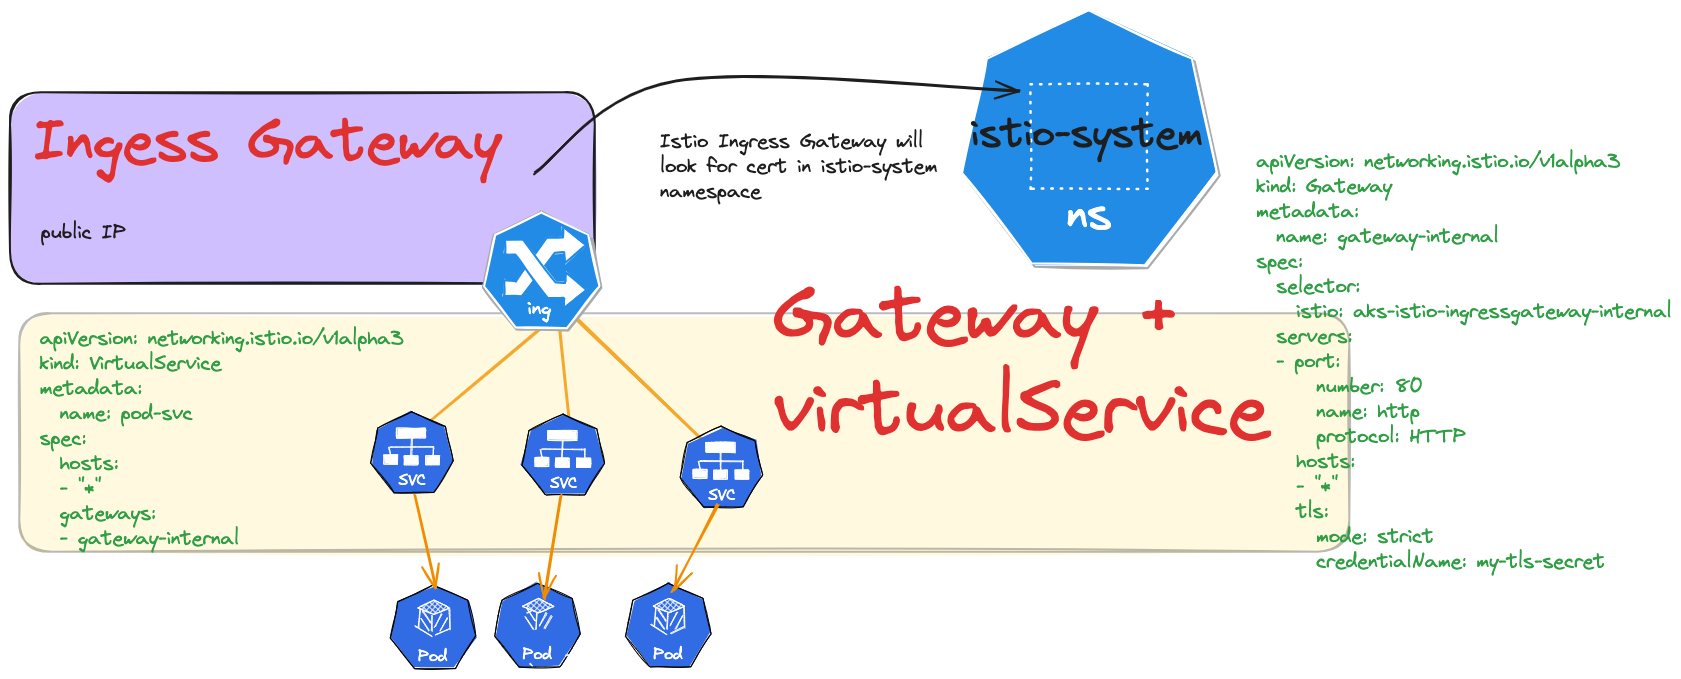 Ingess Gateway
public IP
ing
Istio Ingress Gateway will
look for cert in istio-system
namespace
istio-system
ns
Gateway +
virtualService
apiVersion: networking.istio.io/v1alpha3
kind: VirtualService
metadata:
  name: pod-svc
spec:
  hosts:
  - "*"
  gateways:
  - gateway-internal
svc
svc
svc
Pod
Pod
Pod
apiVersion: networking.istio.io/v1alpha3
kind: Gateway
metadata:
  name: gateway-internal
spec:
  selector:
    istio: aks-istio-ingressgateway-internal
  servers:
  - port:
      number: 80
      name: http
      protocol: HTTP
    hosts:
    - "*"
    tls:
      mode: strict
      credentialName: my-tls-secret